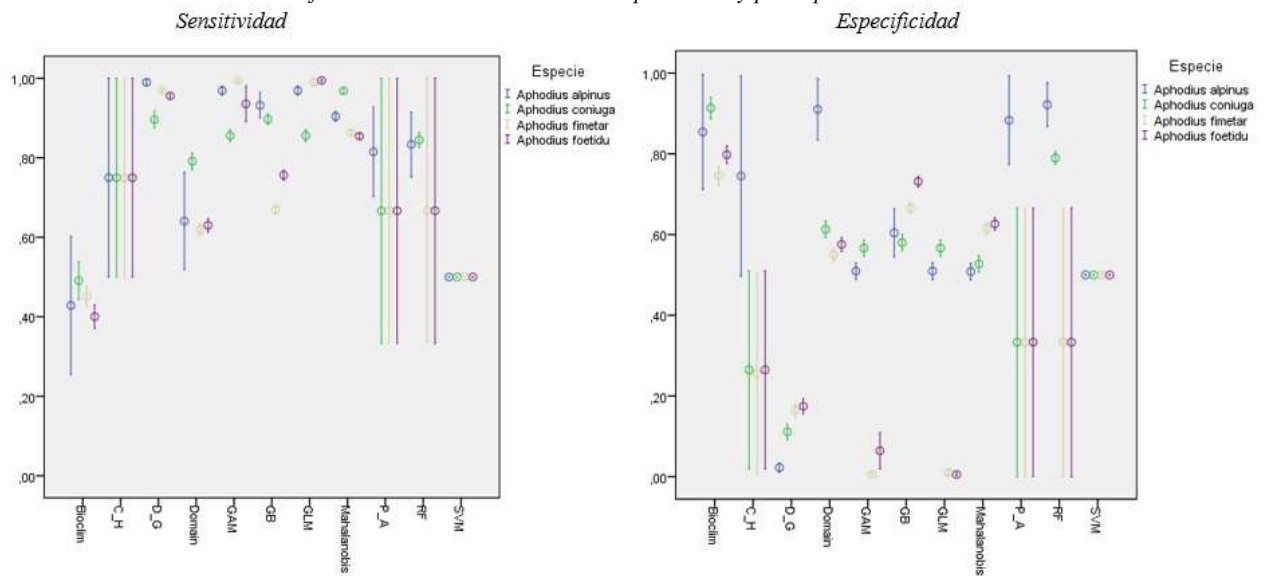 Sensitividad
Especificidad
1,00
,80
,60
,40
,20
,00
Bioclim
C_H
D_G
Domain
GAM
GB
GLM
Mahalanobis
P_A
RF
SVM
Especie
Aphodius alpinus
Aphodius coniuga
Aphodius fimetar
Aphodius foetidu
1,00
,80
,60
,40
,20
,00
Bioclim
C_H
D_G
Domain
GAM
GB
GLM
Mahalanobis
P_A
RF
SVM
Especie
Aphodius alpinus
Aphodius coniuga
Aphodius fimetar
Aphodius foetidu